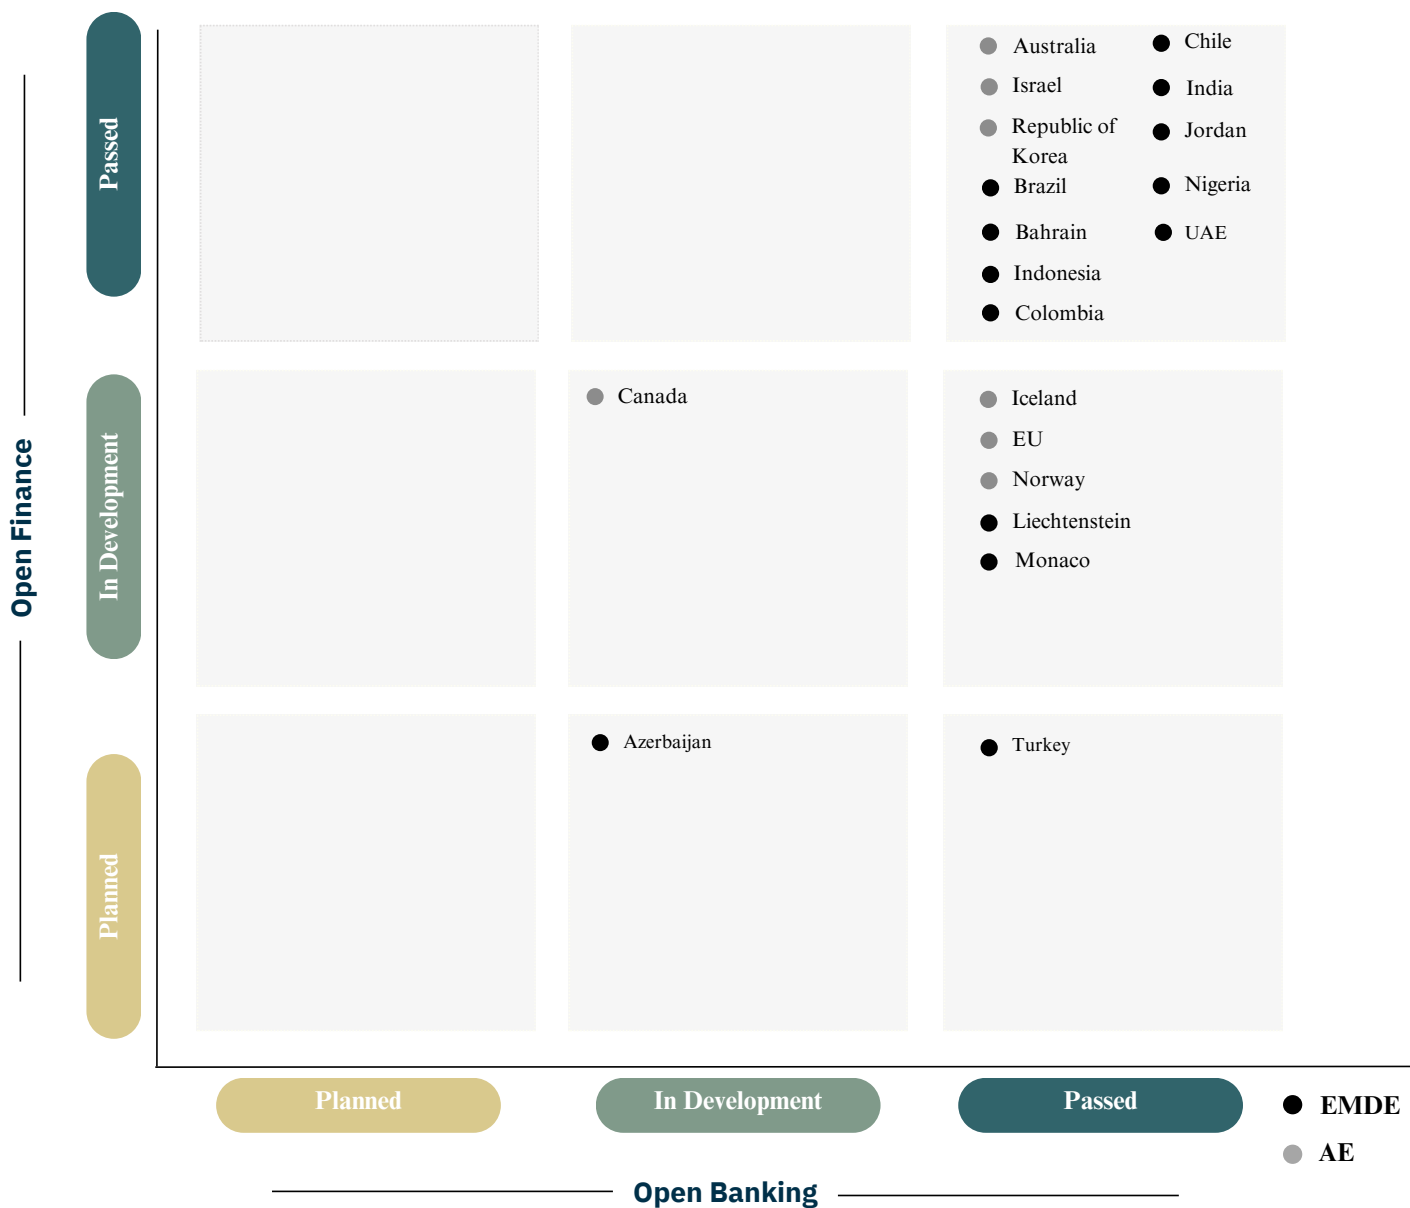 Open Finance
Passed
In Development
Planned
Australia
Israel
Republic of
Korea
Brazil
Bahrain
Indonesia
Colombia
Chile
India
Jordan
Nigeria
UAE
Canada
Iceland
EU
Norway
Liechtenstein
Monaco
Azerbaijan
Turkey
Planned
In Development
Passed
EMDE
AE
Open Banking